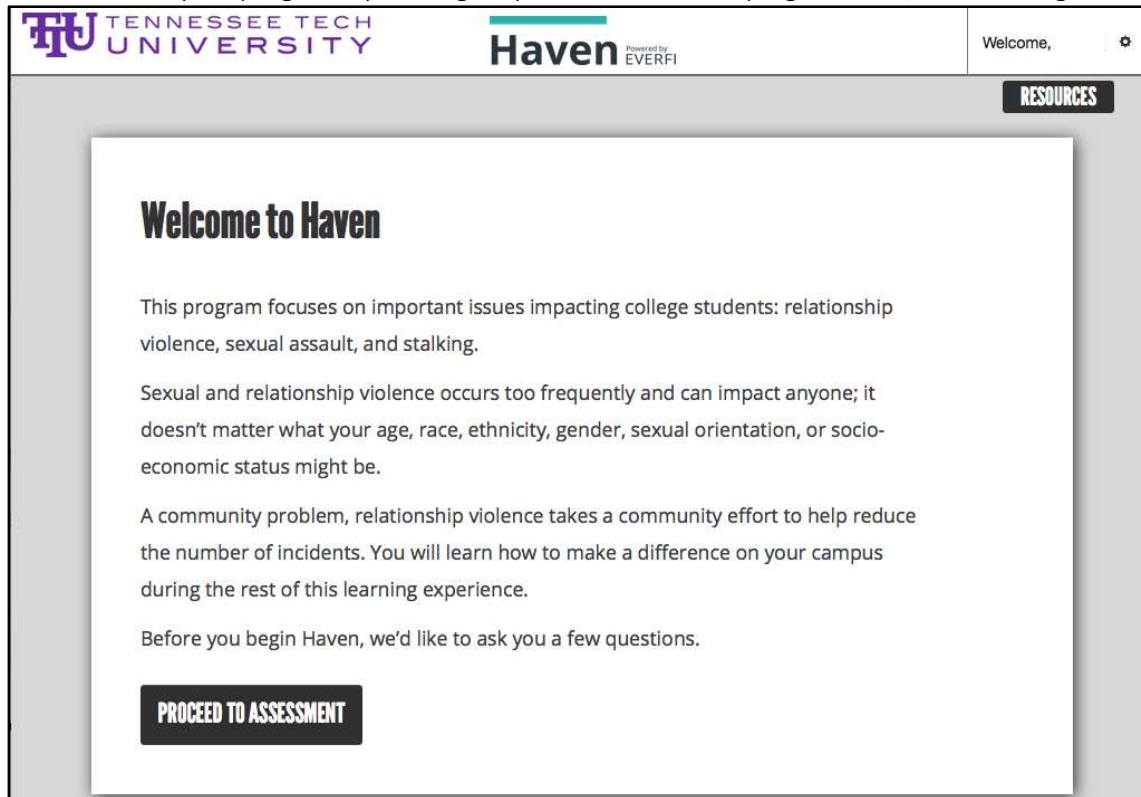 TENNESSEE TECH
UNIVERSITY
Haven Powered by
EVERFI
Welcome,
RESOURCES
Welcome to Haven
This program focuses on important issues impacting college students: relationship
violence, sexual assault, and stalking.
Sexual and relationship violence occurs too frequently and can impact anyone; it
doesn't matter what your age, race, ethnicity, gender, sexual orientation, or socio-
economic status might be.
A community problem, relationship violence takes a community effort to help reduce
the number of incidents. You will learn how to make a difference on your campus
during the rest of this learning experience.
Before you begin Haven, we'd like to ask you a few questions.
PROCEED TO ASSESSMENT